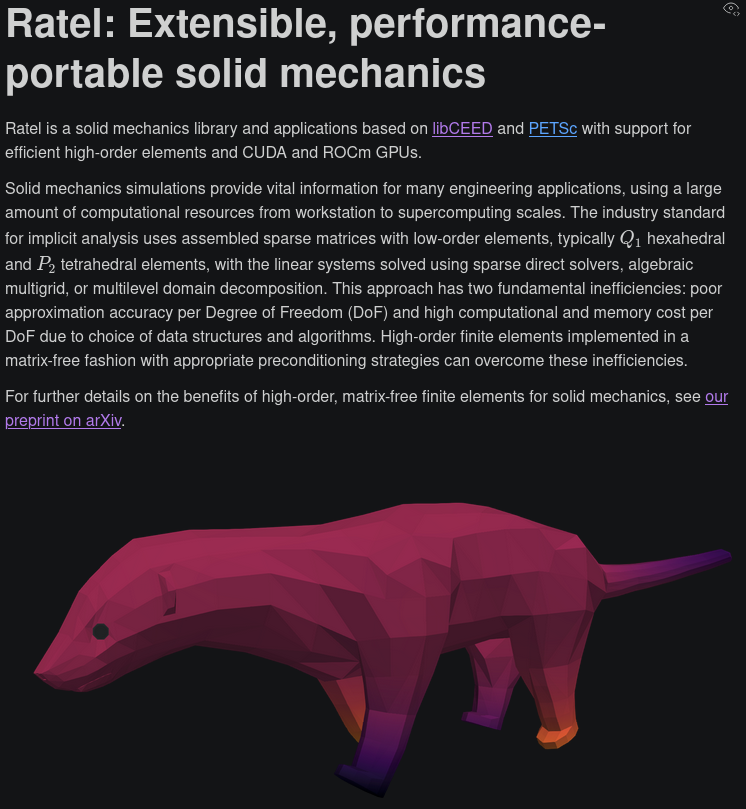 Ratel: Extensible, performance-
portable solid mechanics
Ratel is a solid mechanics library and applications based on libCEED and PETSc with support for
efficient high-order elements and CUDA and ROCm GPUs.
Solid mechanics simulations provide vital information for many engineering applications, using a large
amount of computational resources from workstation to supercomputing scales. The industry standard
for implicit analysis uses assembled sparse matrices with low-order elements, typically Q₁ hexahedral
and P₂ tetrahedral elements, with the linear systems solved using sparse direct solvers, algebraic
multigrid, or multilevel domain decomposition. This approach has two fundamental inefficiencies: poor
approximation accuracy per Degree of Freedom (DoF) and high computational and memory cost per
DoF due to choice of data structures and algorithms. High-order finite elements implemented in a
matrix-free fashion with appropriate preconditioning strategies can overcome these inefficiencies.
For further details on the benefits of high-order, matrix-free finite elements for solid mechanics, see our
preprint on arXiv.